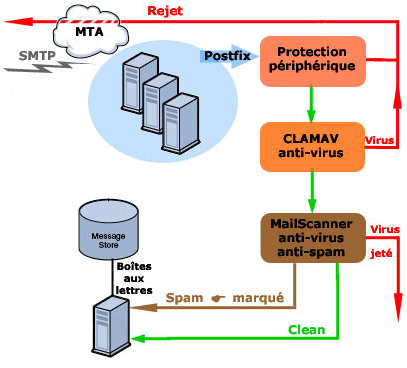 Rejet
MTA
SMTP
Postfix
Protection
périphérique
CLAMAV
anti-virus
Virus
MailScanner
anti-virus
anti-spam
Virus
jeté
Message
Store
Boîtes
aux
lettres
Spam ☛ marqué
Clean